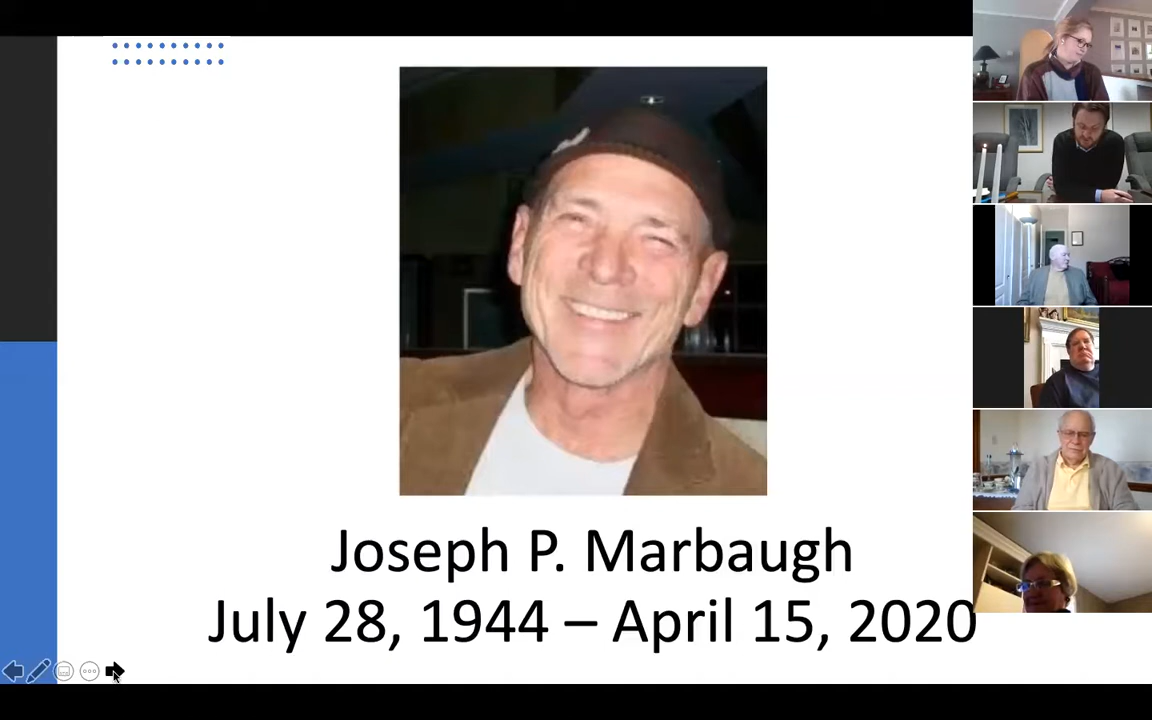 Joseph P. Marbaugh
July 28, 1944 – April 15, 2020